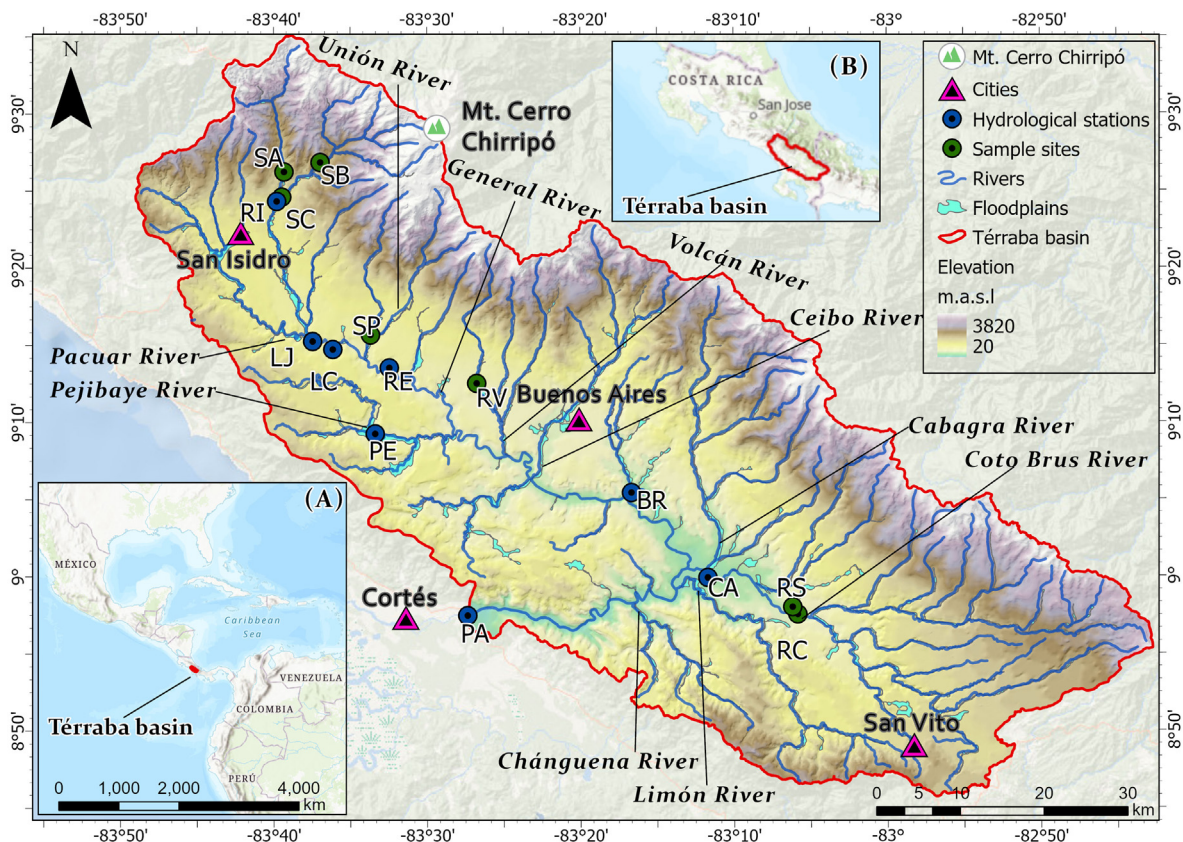 -83°50'
-83°40'
-83°30'
-83°20'
-83°10'
-83°
-82°50'
N
Unión River
(B)
COSTA RICA
San Jose
Térraba basin
Mt. Cerro Chirripó
Cities
Hydrological stations
Sample sites
Rivers
Floodplains
Térraba basin
Elevation
m.a.s.l
3820
20
9°30'
9°30'
Mt. Cerro
Chirripó
SA
SB
General River
RI
SC
San Isidro
Volcán River
9°20'
9°20'
Ceibo River
SP
Pacuar River
LJ
LC
RE
Pejibaye River
RV
Buenos Aires
9°10'
9°10'
PE
Cabagra River
Coto Brus River
BR
(A)
MÉXICO
Caribbean
Sea
VENEZUELA
COLOMBIA
PERÚ
Térraba basin
0
1,000
2,000
4,000
km
9°
9°
Cortés
PA
CA
RS
RC
San Vito
8°50'
8°50'
Chánguena River
Limón River
0
5
10
20
30
km
-83°50'
-83°40'
-83°30'
-83°20'
-83°10'
-83°
-82°50'